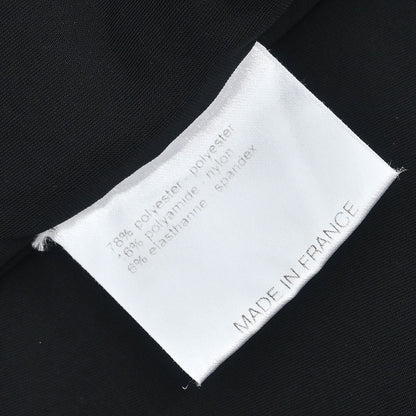 78% polyester - polyester
16% polyamide - nylon
6% elasthanne - spandex
MADE IN FRANCE